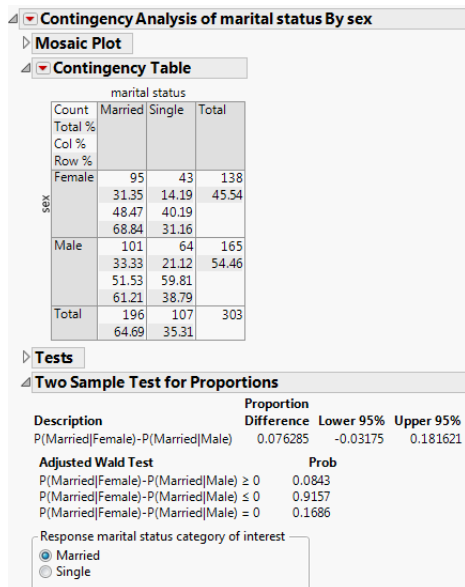 Contingency Analysis of marital status By sex
Mosaic Plot
Contingency Table
marital status
Count Married Single Total
Total %
Col %
Row %
sex
Female 95 43 138
31.35 14.19 45.54
48.47 40.19
68.84 31.16
Male 101 64 165
33.33 21.12 54.46
51.53 59.81
61.21 38.79
Total 196 107 303
64.69 35.31
Tests
Two Sample Test for Proportions
Proportion
Description Difference Lower 95% Upper 95%
P(Married|Female)-P(Married|Male) 0.076285 -0.03175 0.181621
Adjusted Wald Test Prob
P(Married|Female)-P(Married|Male) ≥ 0 0.0843
P(Married|Female)-P(Married|Male) ≤ 0 0.9157
P(Married|Female)-P(Married|Male) = 0 0.1686
Response marital status category of interest
Married
Single